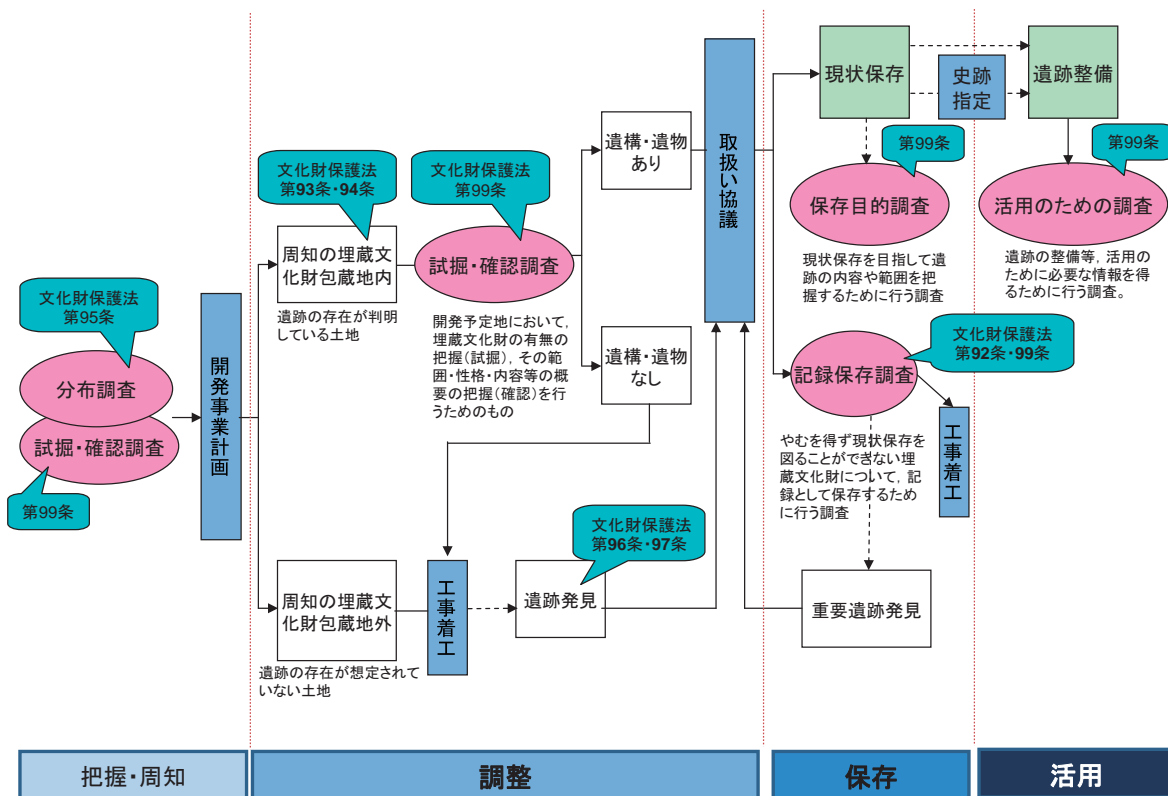 文化財保護法
第95条
分布調査
試掘・確認調査
第99条
開発事業計画
文化財保護法
第93条・94条
周知の埋蔵文
化財包蔵地内
遺跡の存在が判明
している土地
文化財保護法
第99条
試掘・確認調査
開発予定地において,
埋蔵文化財の有無の
把握(試掘), その範
囲・性格・内容等の概
要の把握(確認)を行
うためのもの
遺構・遺物
あり
遺構・遺物
なし
周知の埋蔵文
化財包蔵地外
遺跡の存在が想定されて
いない土地
工事着工
文化財保護法
第96条・97条
遺跡発見
取扱い協議
現状保存
史跡
指定
遺跡整備
第99条
保存目的調査
現状保存を目指して遺
跡の内容や範囲を把
握するために行う調査
第99条
活用のための調査
遺跡の整備等, 活用の
ために必要な情報を得
るために行う調査。
文化財保護法
第92条・99条
記録保存調査
やむを得ず現状保存を
図ることができない埋
蔵文化財について, 記
録として保存するため
に行う調査
工事着工
重要遺跡発見
把握・周知
調整
保存
活用